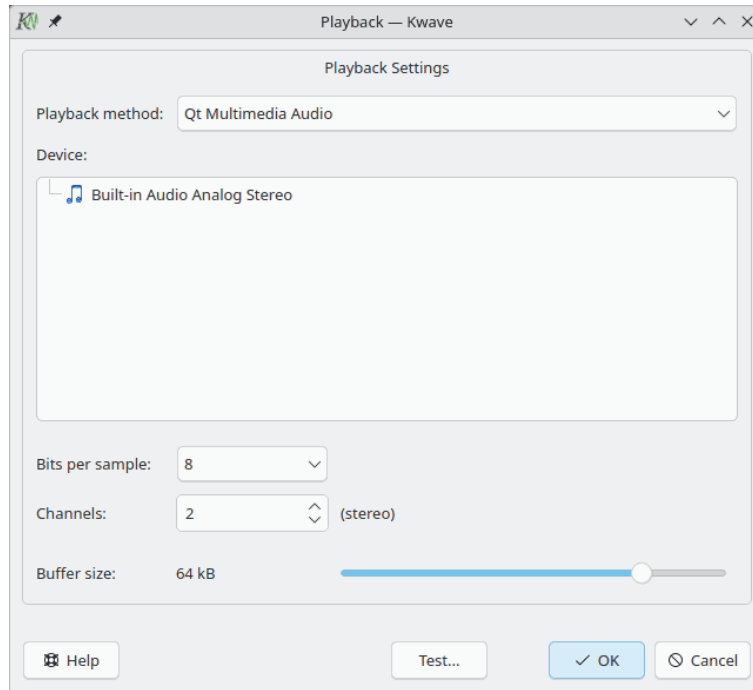 Playback — Kwave
Playback Settings
Playback method: Qt Multimedia Audio
Device:
Built-in Audio Analog Stereo
Bits per sample: 8
Channels: 2 (stereo)
Buffer size: 64 kB
Help Test... OK Cancel